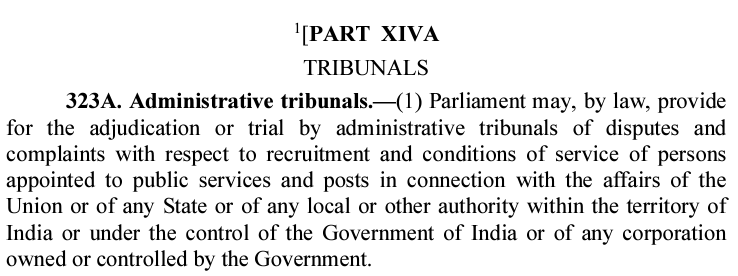 ¹[PART XIVA
TRIBUNALS
323A. Administrative tribunals.—(1) Parliament may, by law, provide
for the adjudication or trial by administrative tribunals of disputes and
complaints with respect to recruitment and conditions of service of persons
appointed to public services and posts in connection with the affairs of the
Union or of any State or of any local or other authority within the territory of
India or under the control of the Government of India or of any corporation
owned or controlled by the Government.